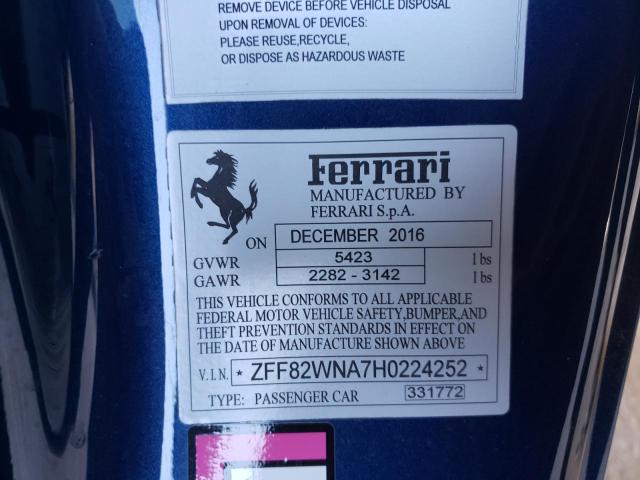 REMOVE DEVICE BEFORE VEHICLE DISPOSAL
UPON REMOVAL OF DEVICES:
PLEASE REUSE,RECYCLE,
OR DISPOSE AS HAZARDOUS WASTE
Ferrari
MANUFACTURED BY
FERRARI S.p.A.
ON DECEMBER 2016
GVWR 5423 lbs
GAWR 2282 - 3142 lbs
THIS VEHICLE CONFORMS TO ALL APPLICABLE
FEDERAL MOTOR VEHICLE SAFETY,BUMPER,AND
THEFT PREVENTION STANDARDS IN EFFECT ON
THE DATE OF MANUFACTURE SHOWN ABOVE
V.I.N. * ZFF82WNA7H0224252 *
TYPE: PASSENGER CAR 331772